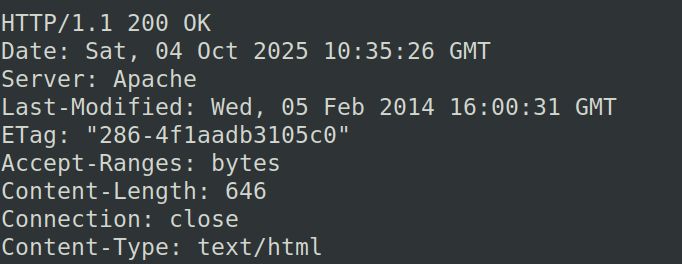 HTTP/1.1 200 OK
Date: Sat, 04 Oct 2025 10:35:26 GMT
Server: Apache
Last-Modified: Wed, 05 Feb 2014 16:00:31 GMT
ETag: "286-4f1aadb3105c0"
Accept-Ranges: bytes
Content-Length: 646
Connection: close
Content-Type: text/html